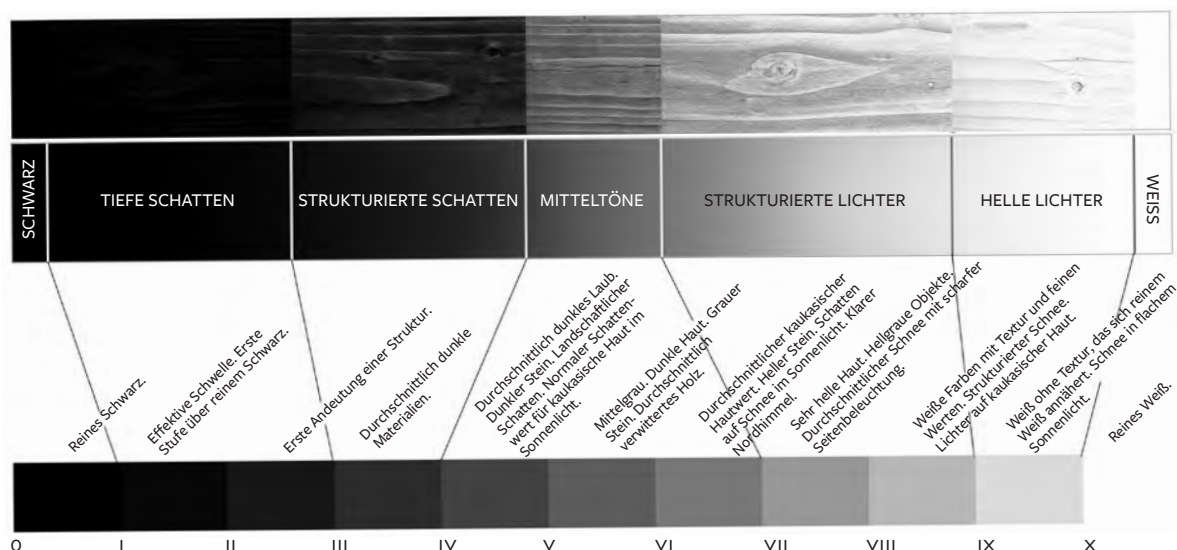 SCHWARZ
TIEFE SCHATTEN
STRUKTURIERTE SCHATTEN
MITTELTÖNE
STRUKTURIERTE LICHTER
HELLE LICHTER
WEISS
Reines Schwarz.
Effektive Schwelle. Erste
Stufe über reinem Schwarz.
Erste Andeutung einer Struktur.
Durchschnittlich dunkle
Materialien.
Durchschnittlich dunkles Laub.
Dunkler Stein. Landschaftlicher
Schatten. Normaler Schatten-
wert für kaukasische Haut im
Sonnenlicht.
Mittelgrau. Dunkle Haut. Grauer
Stein. Durchschnittlich
verwittertes Holz.
Durchschnittlicher kaukasischer
Hautwert. Heller Stein. Schatten
auf Schnee im Sonnenlicht. Klarer
Nordhimmel.
Sehr helle Haut. Hellgraue Objekte.
Durchschnittlicher Schnee mit scharfer
Seitenbeleuchtung.
Weiße Farben mit Textur und feinen
Werten. Strukturierter Schnee.
Lichter auf kaukasischer Haut.
Weiß ohne Textur, das sich reinem
Weiß annähert. Schnee in flachem
Sonnenlicht.
Reines Weiß.
0 I II III IV V VI VII VIII IX X